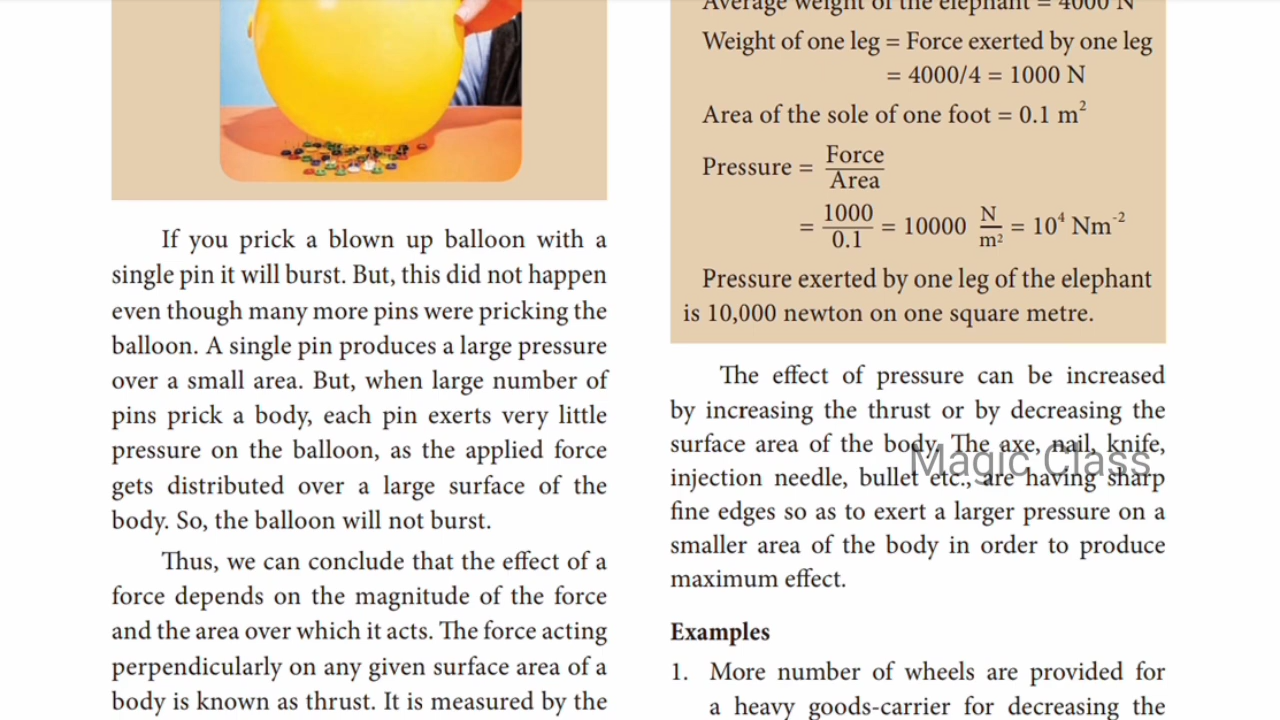 If you prick a blown up balloon with a
single pin it will burst. But, this did not happen
even though many more pins were pricking the
balloon. A single pin produces a large pressure
over a small area. But, when large number of
pins prick a body, each pin exerts very little
pressure on the balloon, as the applied force
gets distributed over a large surface of the
body. So, the balloon will not burst.
Thus, we can conclude that the effect of a
force depends on the magnitude of the force
and the area over which it acts. The force acting
perpendicularly on any given surface area of a
body is known as thrust. It is measured by the
Average weight of the elephant = 4000 N
Weight of one leg = Force exerted by one leg
= 4000/4 = 1000 N
Area of the sole of one foot = 0.1 m²
Pressure = Force/Area
= 1000/0.1 = 10000 N/m² = 10⁴ Nm⁻²
Pressure exerted by one leg of the elephant
is 10,000 newton on one square metre.
The effect of pressure can be increased
by increasing the thrust or by decreasing the
surface area of the body. The axe, nail, knife,
injection needle, bullet etc., are having sharp
fine edges so as to exert a larger pressure on a
smaller area of the body in order to produce
maximum effect.
Examples
1. More number of wheels are provided for
a heavy goods-carrier for decreasing the
Magic Class